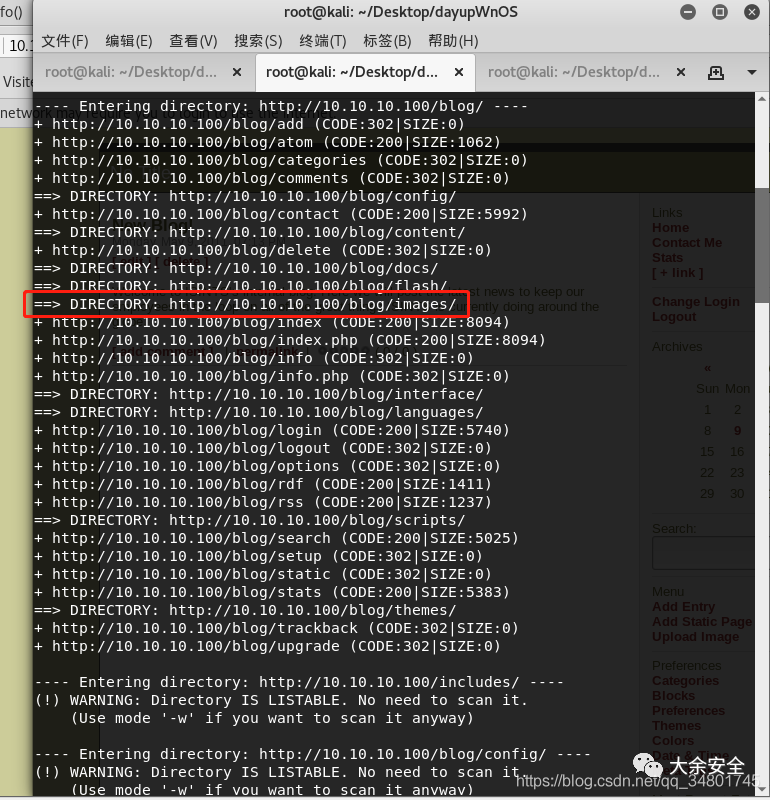 fo()
root@kali: ~/Desktop/dayupWnOS
10.1
文件(F) 编辑(E) 查看(V) 搜索(S) 终端(T) 标签(B) 帮助(H)
Visite
root@kali: ~/Desktop/d... root@kali: ~/Desktop/d... root@kali: ~/Desktop/d...
---- Entering directory: http://10.10.10.100/blog/ ----
network may require you to login to use the internet.
+ http://10.10.10.100/blog/add (CODE:302|SIZE:0)
+ http://10.10.10.100/blog/atom (CODE:200|SIZE:1062)
+ http://10.10.10.100/blog/categories (CODE:302|SIZE:0)
+ http://10.10.10.100/blog/comments (CODE:302|SIZE:0)
==> DIRECTORY: http://10.10.10.100/blog/config/
+ http://10.10.10.100/blog/contact (CODE:200|SIZE:5992)
==> DIRECTORY: http://10.10.10.100/blog/content/
+ http://10.10.10.100/blog/delete (CODE:302|SIZE:0)
==> DIRECTORY: http://10.10.10.100/blog/docs/
==> DIRECTORY: http://10.10.10.100/blog/flash/
==> DIRECTORY: http://10.10.10.100/blog/images/
+ http://10.10.10.100/blog/index (CODE:200|SIZE:8094)
+ http://10.10.10.100/blog/index.php (CODE:200|SIZE:8094)
+ http://10.10.10.100/blog/info (CODE:302|SIZE:0)
+ http://10.10.10.100/blog/info.php (CODE:302|SIZE:0)
==> DIRECTORY: http://10.10.10.100/blog/interface/
==> DIRECTORY: http://10.10.10.100/blog/languages/
+ http://10.10.10.100/blog/login (CODE:200|SIZE:5740)
+ http://10.10.10.100/blog/logout (CODE:302|SIZE:0)
+ http://10.10.10.100/blog/options (CODE:302|SIZE:0)
+ http://10.10.10.100/blog/rdf (CODE:200|SIZE:1411)
+ http://10.10.10.100/blog/rss (CODE:200|SIZE:1237)
==> DIRECTORY: http://10.10.10.100/blog/scripts/
+ http://10.10.10.100/blog/search (CODE:200|SIZE:5025)
+ http://10.10.10.100/blog/setup (CODE:302|SIZE:0)
+ http://10.10.10.100/blog/static (CODE:302|SIZE:0)
+ http://10.10.10.100/blog/stats (CODE:200|SIZE:5383)
==> DIRECTORY: http://10.10.10.100/blog/themes/
+ http://10.10.10.100/blog/trackback (CODE:302|SIZE:0)
+ http://10.10.10.100/blog/upgrade (CODE:302|SIZE:0)
---- Entering directory: http://10.10.10.100/includes/ ----
(!) WARNING: Directory IS LISTABLE. No need to scan it.
(Use mode '-w' if you want to scan it anyway)
---- Entering directory: http://10.10.10.100/blog/config/ ----
(!) WARNING: Directory IS LISTABLE. No need to scan it.
(Use mode '-w' if you want to scan it anyway)
Links
Home
Contact Me
Stats
[ + link ]
latest news to keep our
currently doing around the
Change Login
Logout
Archives
«
Sun Mon
1 2
8 9
15 16
22 23
29 30
Search:
Menu
Add Entry
Add Static Page
Upload Image
Preferences
Categories
Blocks
Preferences
Themes
Colors
Date & Time
大余安全
https://blog.csdn.net/qq_34801745